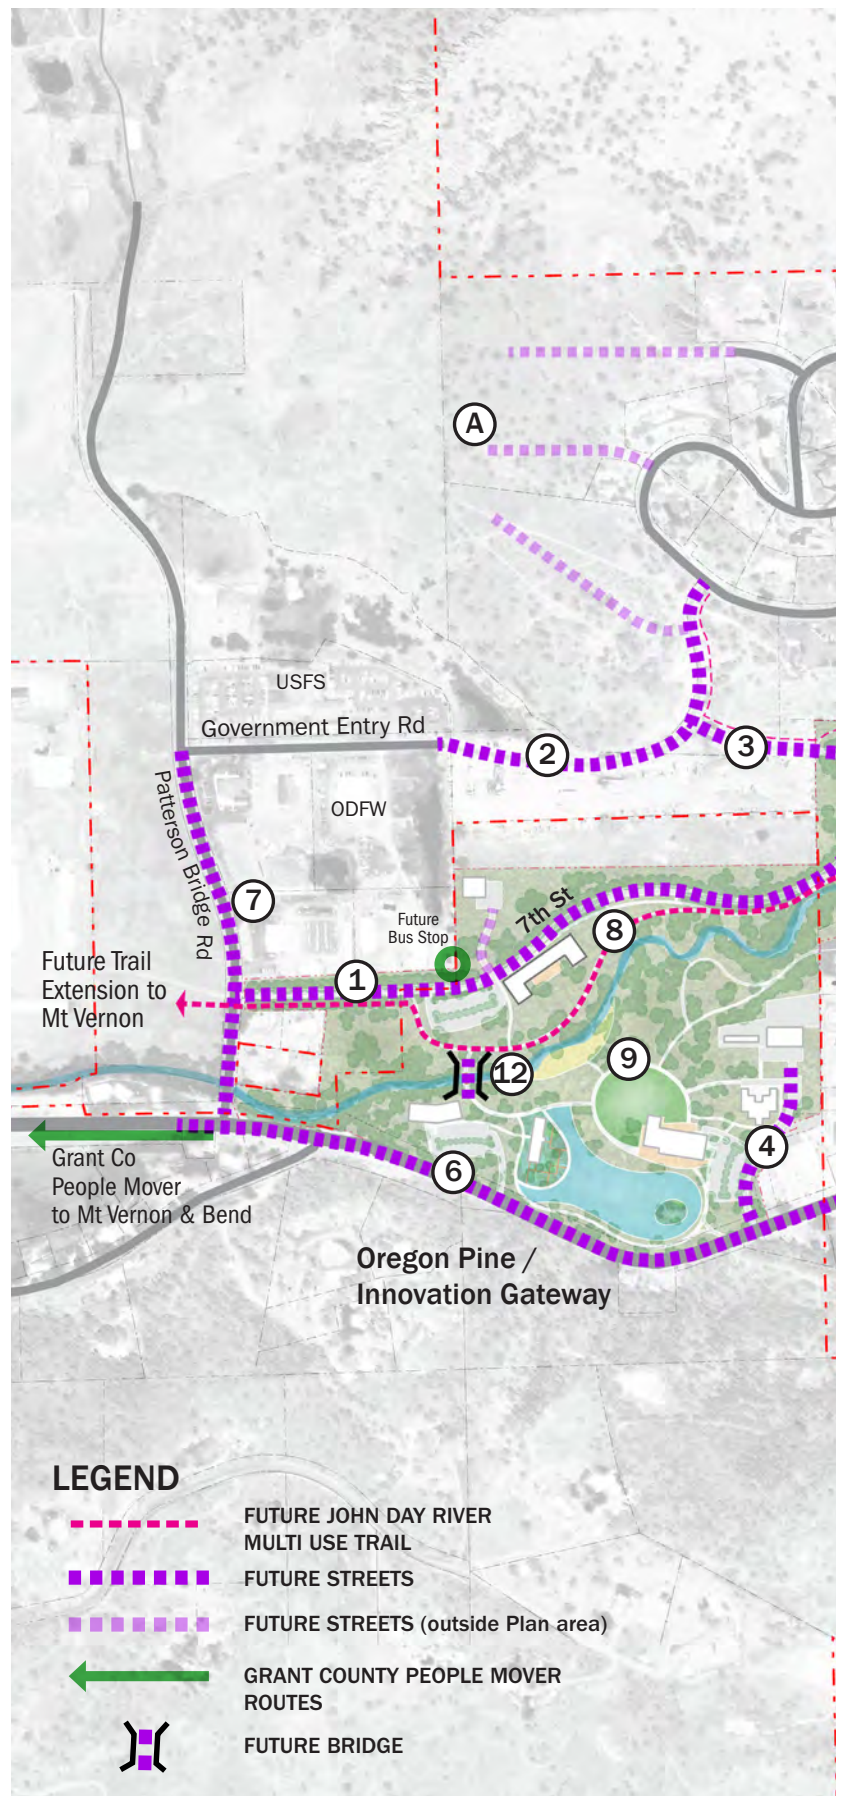 A
USFS
Government Entry Rd
2
3
ODFW
Patterson Bridge Rd
7
7th St
Future
Bus Stop
8
Future Trail
Extension to
Mt Vernon
1
9
12
4
6
Grant Co
People Mover
to Mt Vernon & Bend
Oregon Pine /
Innovation Gateway
LEGEND
FUTURE JOHN DAY RIVER
MULTI USE TRAIL
FUTURE STREETS
FUTURE STREETS (outside Plan area)
GRANT COUNTY PEOPLE MOVER
ROUTES
FUTURE BRIDGE